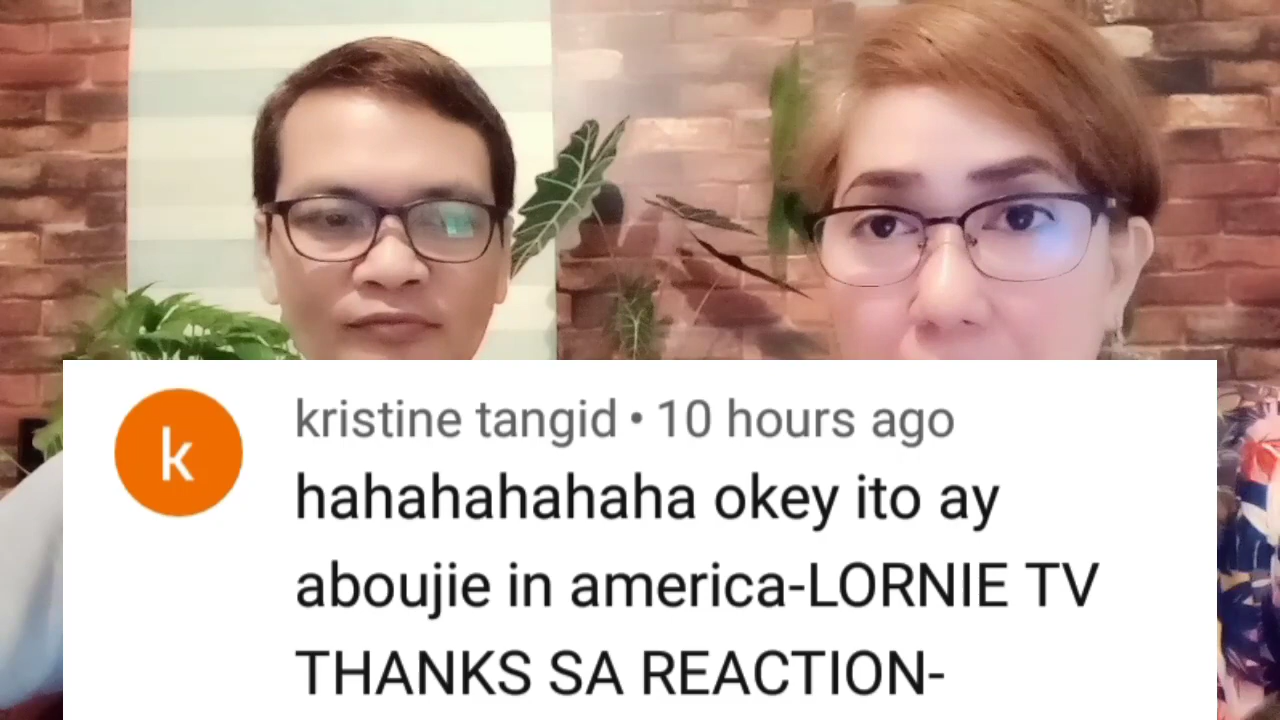 k
kristine tangid • 10 hours ago
hahahahahaha okey ito ay
aboujie in america-LORNIE TV
THANKS SA REACTION-